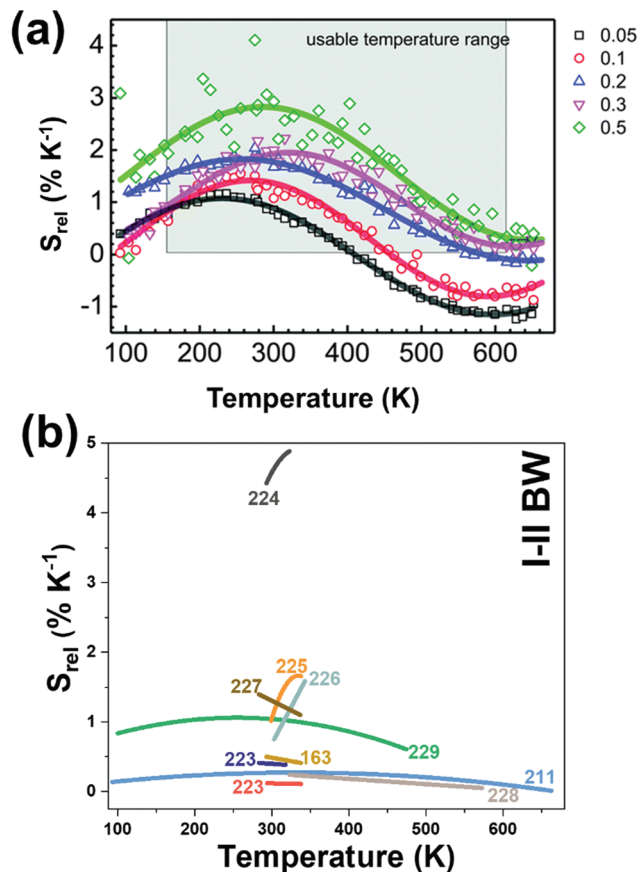 (a)
usable temperature range
0.05
0.1
0.2
0.3
0.5
4
3
2
1
0
-1
S_rel (% K⁻¹)
100 200 300 400 500 600
Temperature (K)
(b)
I-II BW
5
4
3
2
1
0
S_rel (% K⁻¹)
224
225
226
227
229
223
163
211
223
228
100 200 300 400 500 600
Temperature (K)